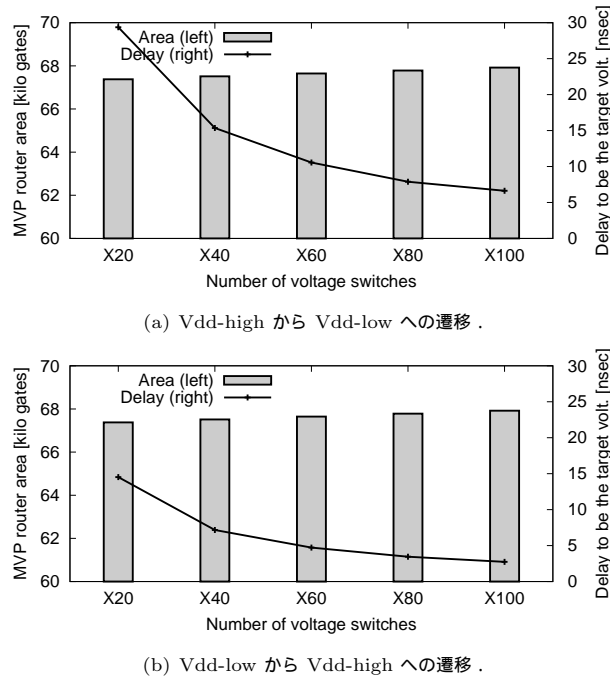 MVP router area [kilo gates]
70
68
66
64
62
60
Area (left)
Delay (right)
30
25
20
15
10
5
0
Delay to be the target volt. [nsec]
X20 X40 X60 X80 X100
Number of voltage switches
(a) Vdd-high から Vdd-low への遷移 .
MVP router area [kilo gates]
70
68
66
64
62
60
Area (left)
Delay (right)
30
25
20
15
10
5
0
Delay to be the target volt. [nsec]
X20 X40 X60 X80 X100
Number of voltage switches
(b) Vdd-low から Vdd-high への遷移 .